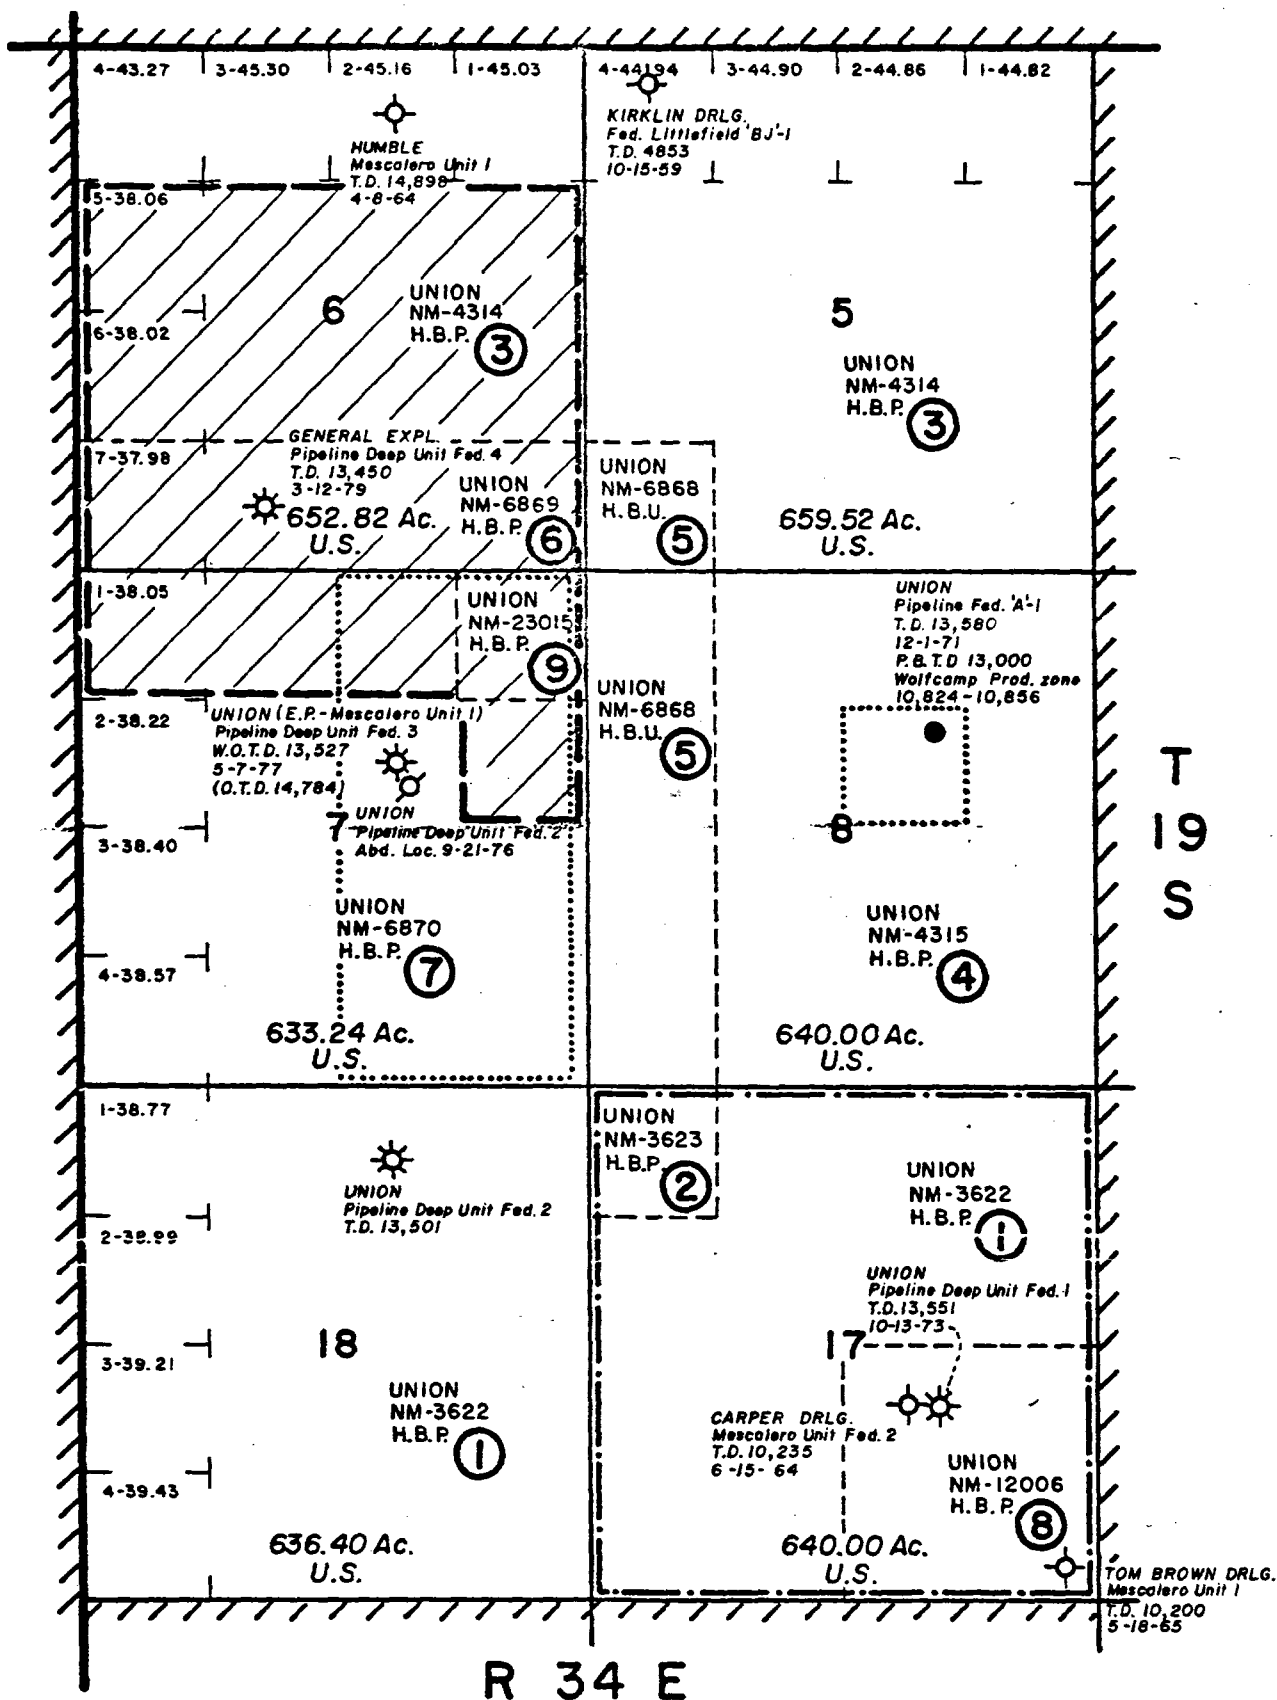 4-43.27 3-45.30 2-45.16 1-45.03 4-44.94 3-44.90 2-44.86 1-44.82
HUMBLE
Mescalero Unit 1
T.D. 14,898
4-8-64
KIRKLIN DRLG.
Fed. Littlefield 'BJ'-1
T.D. 4853
10-15-59
5-38.06
6-38.02
7-37.98
6
UNION
NM-4314
H.B.P. 3
5
UNION
NM-4314
H.B.P. 3
GENERAL EXPL.
Pipeline Deep Unit Fed. 4
T.D. 13,450
3-12-79
UNION
NM-6869
H.B.P. 6
652.82 Ac.
U.S.
UNION
NM-6868
H.B.U. 5
659.52 Ac.
U.S.
1-38.05
2-38.22
3-38.40
4-38.57
UNION
NM-23015
H.B.P. 9
UNION (E.P.-Mescalero Unit 1)
Pipeline Deep Unit Fed. 3
W.O.T.D. 13,527
5-7-77
(O.T.D. 14,784)
7
UNION
Pipeline Deep Unit Fed. 2
Abd. Loc. 9-21-76
UNION
NM-6870
H.B.P. 7
633.24 Ac.
U.S.
UNION
NM-6868
H.B.U. 5
UNION
Pipeline Fed. 'A'-1
T.D. 13,580
12-1-71
P.B.T.D 13,000
Wolfcamp Prod. zone
10,824-10,856
8
UNION
NM-4315
H.B.P. 4
640.00 Ac.
U.S.
T
19
S
1-38.77
2-38.99
3-39.21
4-39.43
UNION
Pipeline Deep Unit Fed. 2
T.D. 13,501
18
UNION
NM-3622
H.B.P. 1
636.40 Ac.
U.S.
UNION
NM-3623
H.B.P. 2
UNION
NM-3622
H.B.P. 1
UNION
Pipeline Deep Unit Fed. 1
T.D. 13,551
10-13-73
17
CARPER DRLG.
Mescalero Unit Fed. 2
T.D. 10,235
6-15-64
UNION
NM-12006
H.B.P. 8
640.00 Ac.
U.S.
TOM BROWN DRLG.
Mescalero Unit 1
T.D. 10,200
5-18-65
R 34 E